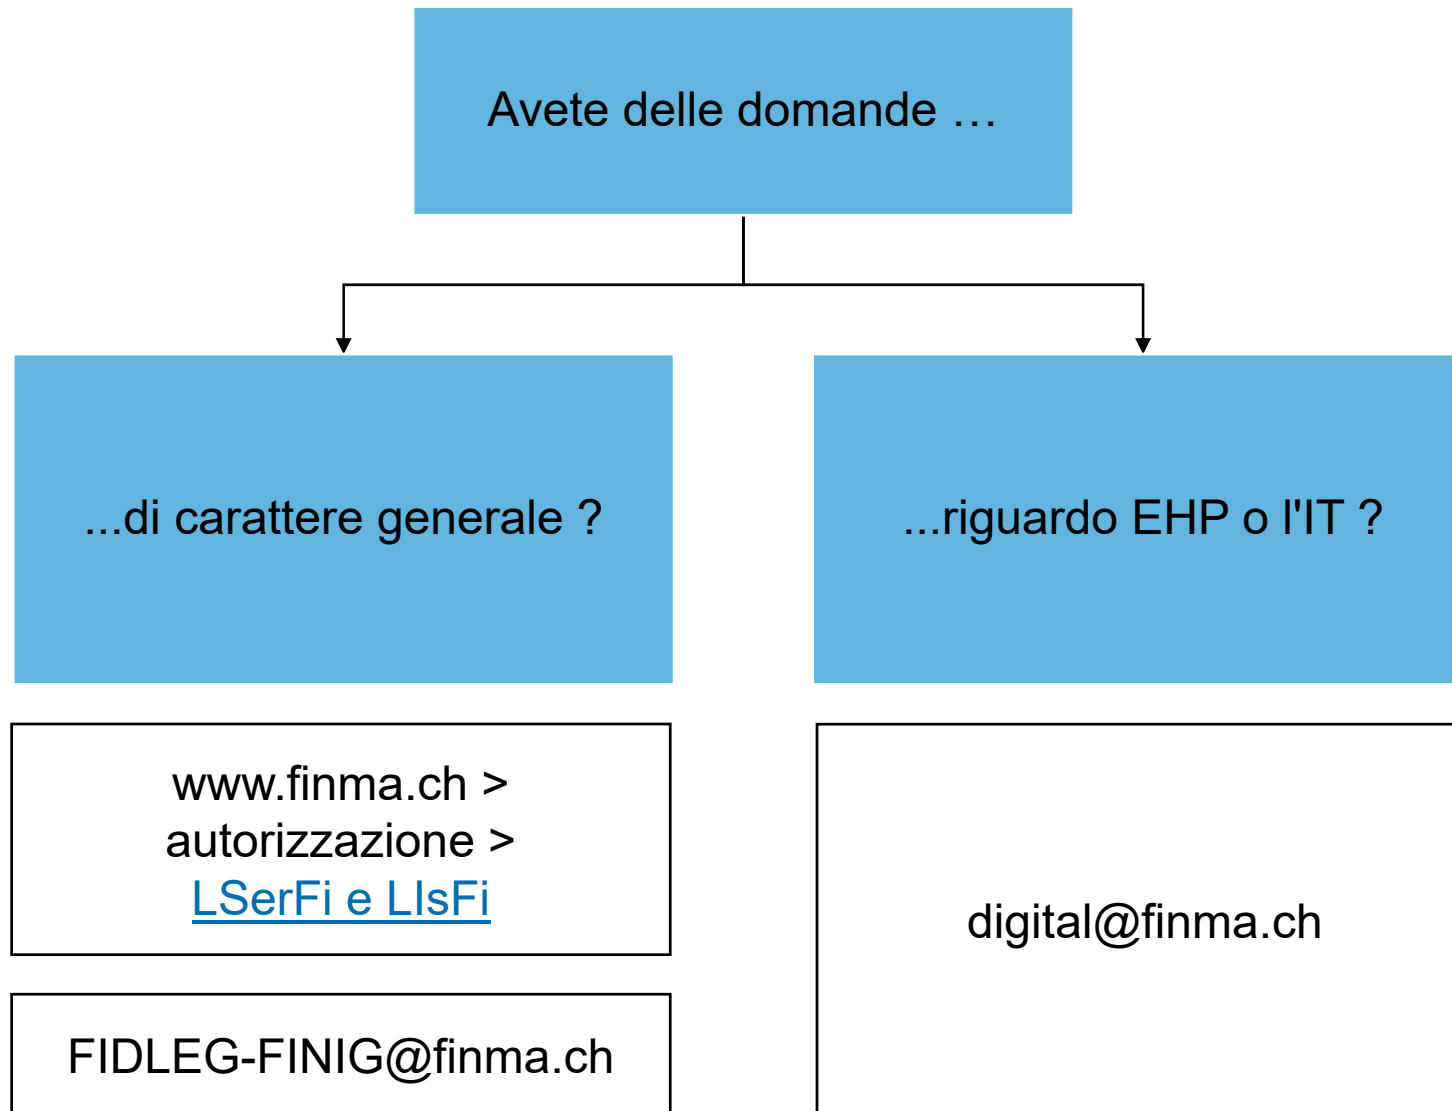 Avete delle domande …
...di carattere generale ?
...riguardo EHP o l'IT ?
www.finma.ch >
autorizzazione >
LSerFi e LIsFi
digital@finma.ch
FIDLEG-FINIG@finma.ch